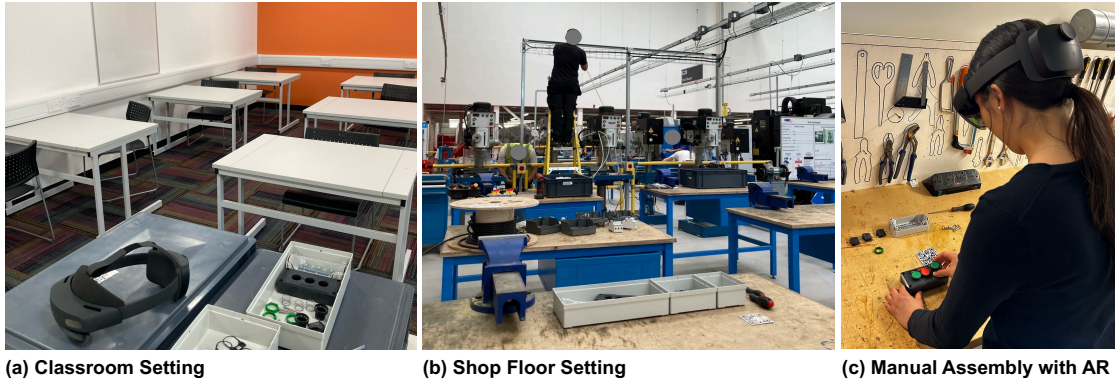 (a) Classroom Setting
(b) Shop Floor Setting
(c) Manual Assembly with AR